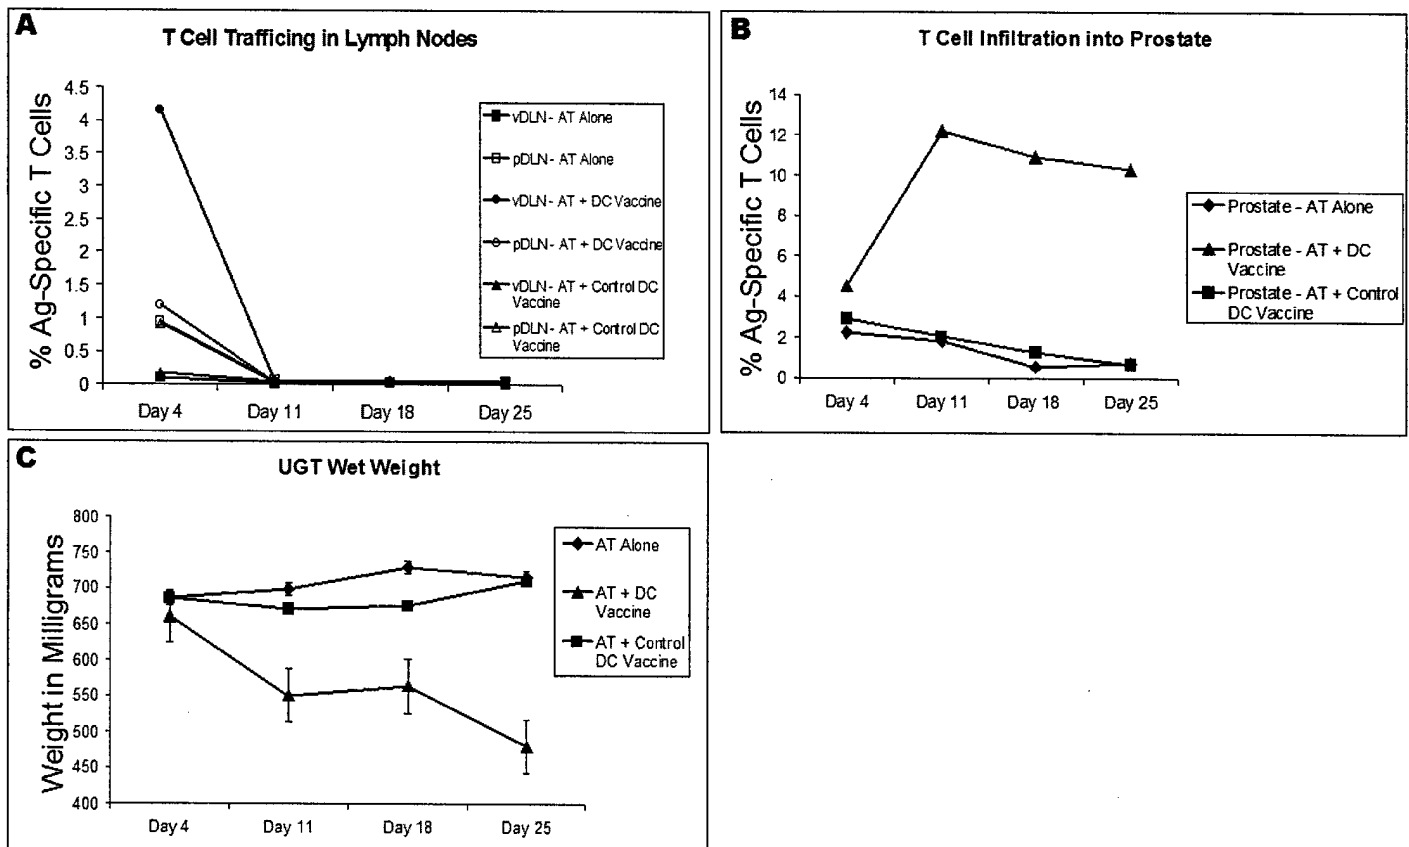 A
T Cell Trafficing in Lymph Nodes
% Ag-Specific T Cells
4.5
4
3.5
3
2.5
2
1.5
1
0.5
0
Day 4
Day 11
Day 18
Day 25
vDLN - AT Alone
pDLN - AT Alone
vDLN - AT + DC Vaccine
pDLN - AT + DC Vaccine
vDLN - AT + Control DC
Vaccine
pDLN - AT + Control DC
Vaccine
B
T Cell Infiltration into Prostate
% Ag-Specific T Cells
14
12
10
8
6
4
2
0
Day 4
Day 11
Day 18
Day 25
Prostate - AT Alone
Prostate - AT + DC
Vaccine
Prostate - AT + Control
DC Vaccine
C
UGT Wet Weight
Weight in Milligrams
800
750
700
650
600
550
500
450
400
Day 4
Day 11
Day 18
Day 25
AT Alone
AT + DC
Vaccine
AT + Control
DC Vaccine